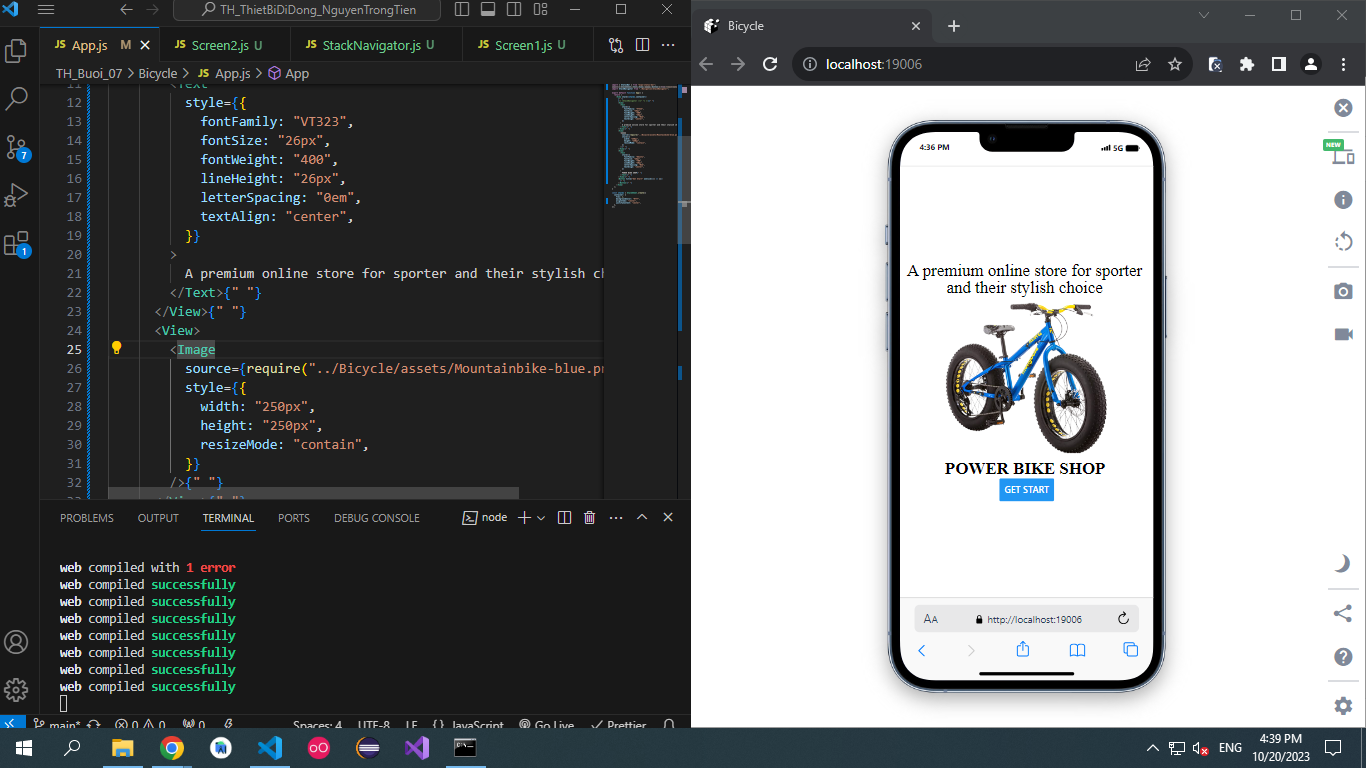 TH_ThietBiDiDong_NguyenTrongTien
JS App.js M
JS Screen2.js U
JS StackNavigator.js U
JS Screen1.js U
TH_Buoi_07 > Bicycle > JS App.js > App
11 <Text
12 style={{
13 fontFamily: "VT323",
14 fontSize: "26px",
15 fontWeight: "400",
16 lineHeight: "26px",
17 letterSpacing: "0em",
18 textAlign: "center",
19 }}
20 >
21 A premium online store for sporter and their stylish ch
22 </Text>{" "}
23 </View>{" "}
24 <View>
25 <Image
26 source={require("../Bicycle/assets/Mountainbike-blue.pn
27 style={{
28 width: "250px",
29 height: "250px",
30 resizeMode: "contain",
31 }}
32 />{" "}
PROBLEMS OUTPUT TERMINAL PORTS DEBUG CONSOLE
node
web compiled with 1 error
web compiled successfully
web compiled successfully
web compiled successfully
web compiled successfully
web compiled successfully
web compiled successfully
web compiled successfully
7
1
main* 0 0 0 Spaces: 4 UTF-8 LF {} JavaScript Go Live Prettier
Bicycle
localhost:19006
4:36 PM
5G
A premium online store for sporter
and their stylish choice
POWER BIKE SHOP
GET START
AA http://localhost:19006
NEW
ENG
4:39 PM
10/20/2023